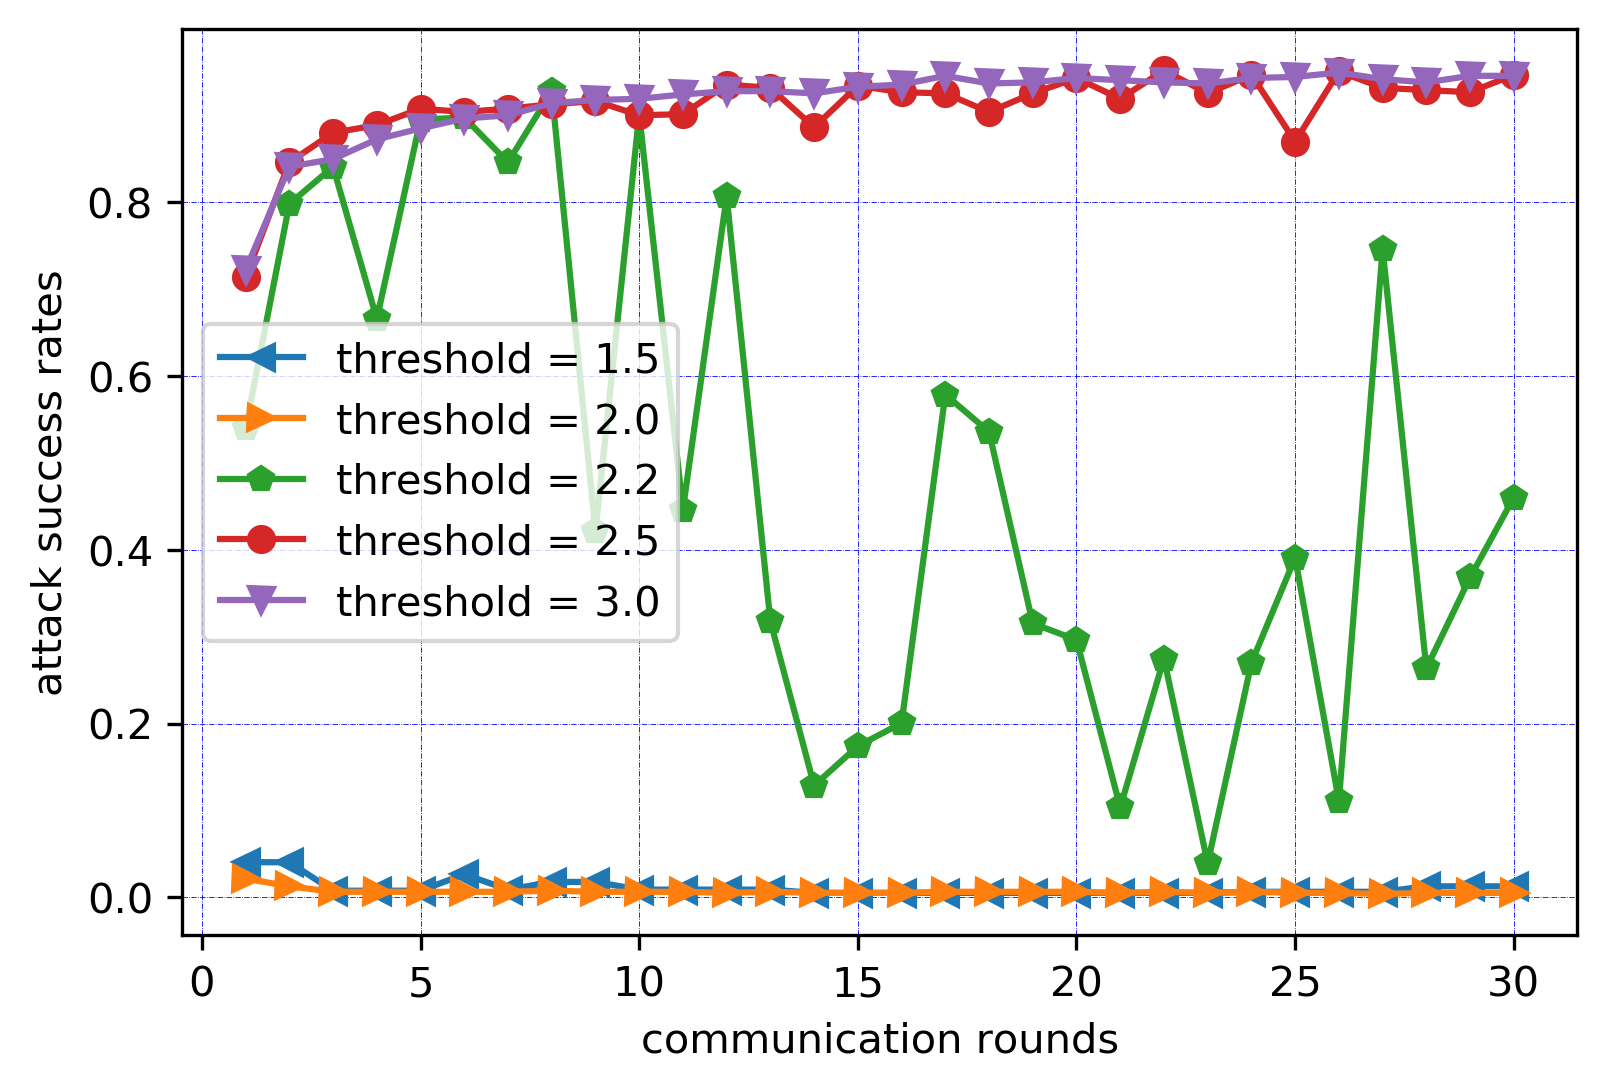 attack success rates
0.8
0.6
0.4
0.2
0.0
threshold = 1.5
threshold = 2.0
threshold = 2.2
threshold = 2.5
threshold = 3.0
0 5 10 15 20 25 30
communication rounds